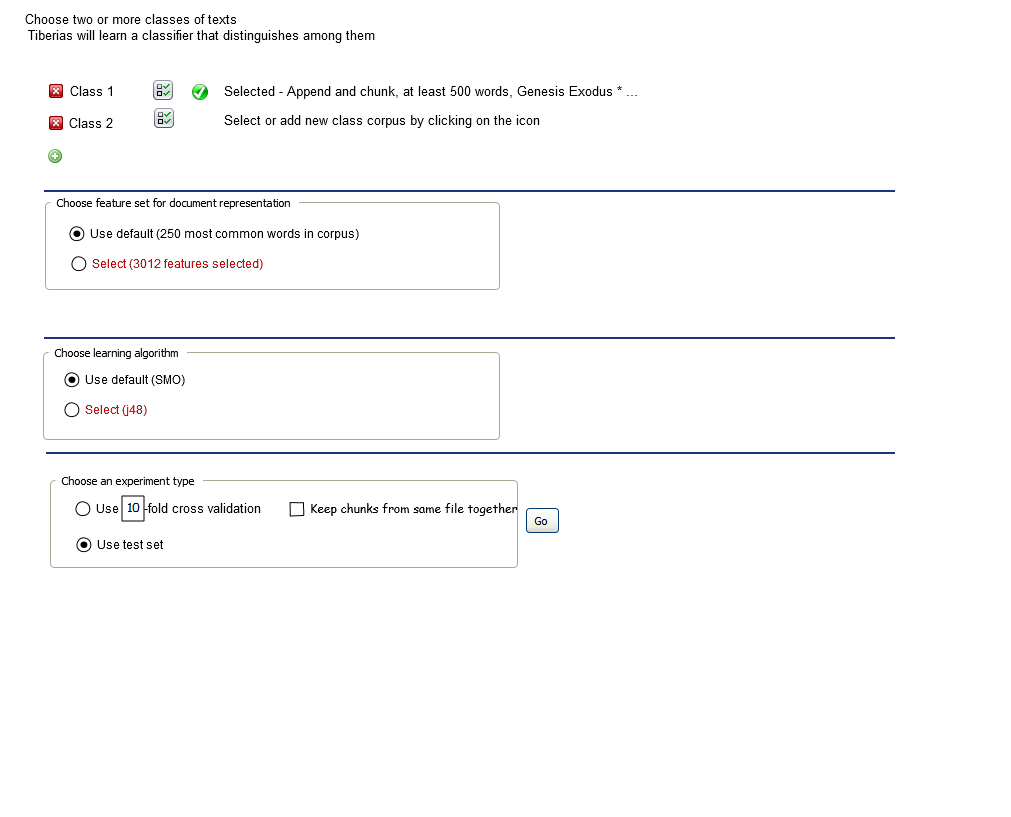 Choose two or more classes of texts
Tiberias will learn a classifier that distinguishes among them
Class 1 Selected - Append and chunk, at least 500 words, Genesis Exodus * ...
Class 2 Select or add new class corpus by clicking on the icon
Choose feature set for document representation
Use default (250 most common words in corpus)
Select (3012 features selected)
Choose learning algorithm
Use default (SMO)
Select (j48)
Choose an experiment type
Use 10 -fold cross validation Keep chunks from same file together
Go
Use test set